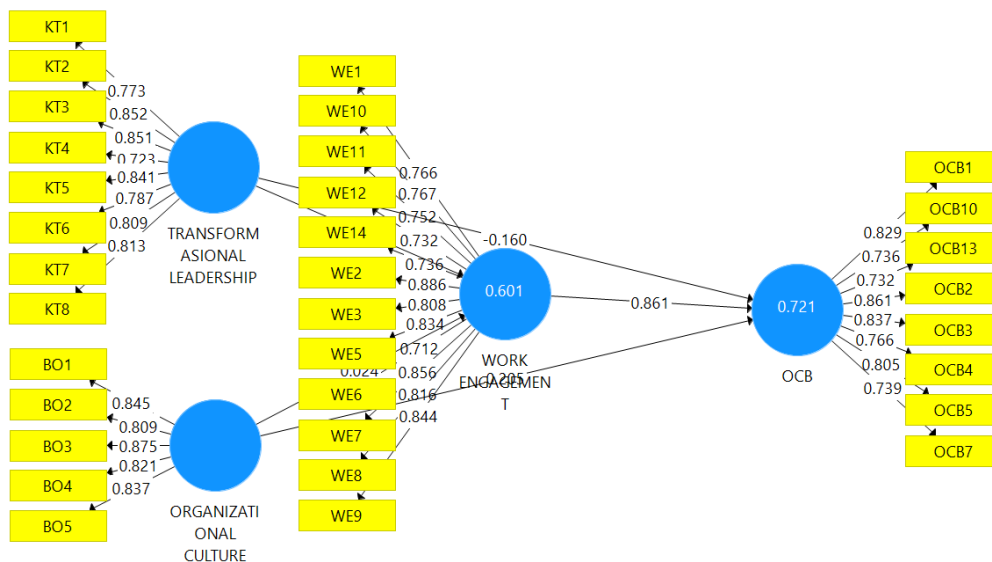 KT1
KT2
KT3
KT4
KT5
KT6
KT7
KT8
0.773
0.852
0.851
0.723
0.841
0.787
0.809
0.813
TRANSFORM
ASIONAL
LEADERSHIP
BO1
BO2
BO3
BO4
BO5
0.845
0.809
0.875
0.821
0.837
ORGANIZATI
ONAL
CULTURE
WE1
WE10
WE11
WE12
WE14
WE2
WE3
WE5
WE6
WE7
WE8
WE9
0.766
0.767
0.752
0.732
0.736
0.886
0.808
0.834
0.712
0.856
0.816
0.844
0.024
-0.160
0.601
0.861
0.205
WORK
ENGAGEMEN
T
0.721
OCB
0.829
0.736
0.732
0.861
0.837
0.766
0.805
0.739
OCB1
OCB10
OCB13
OCB2
OCB3
OCB4
OCB5
OCB7